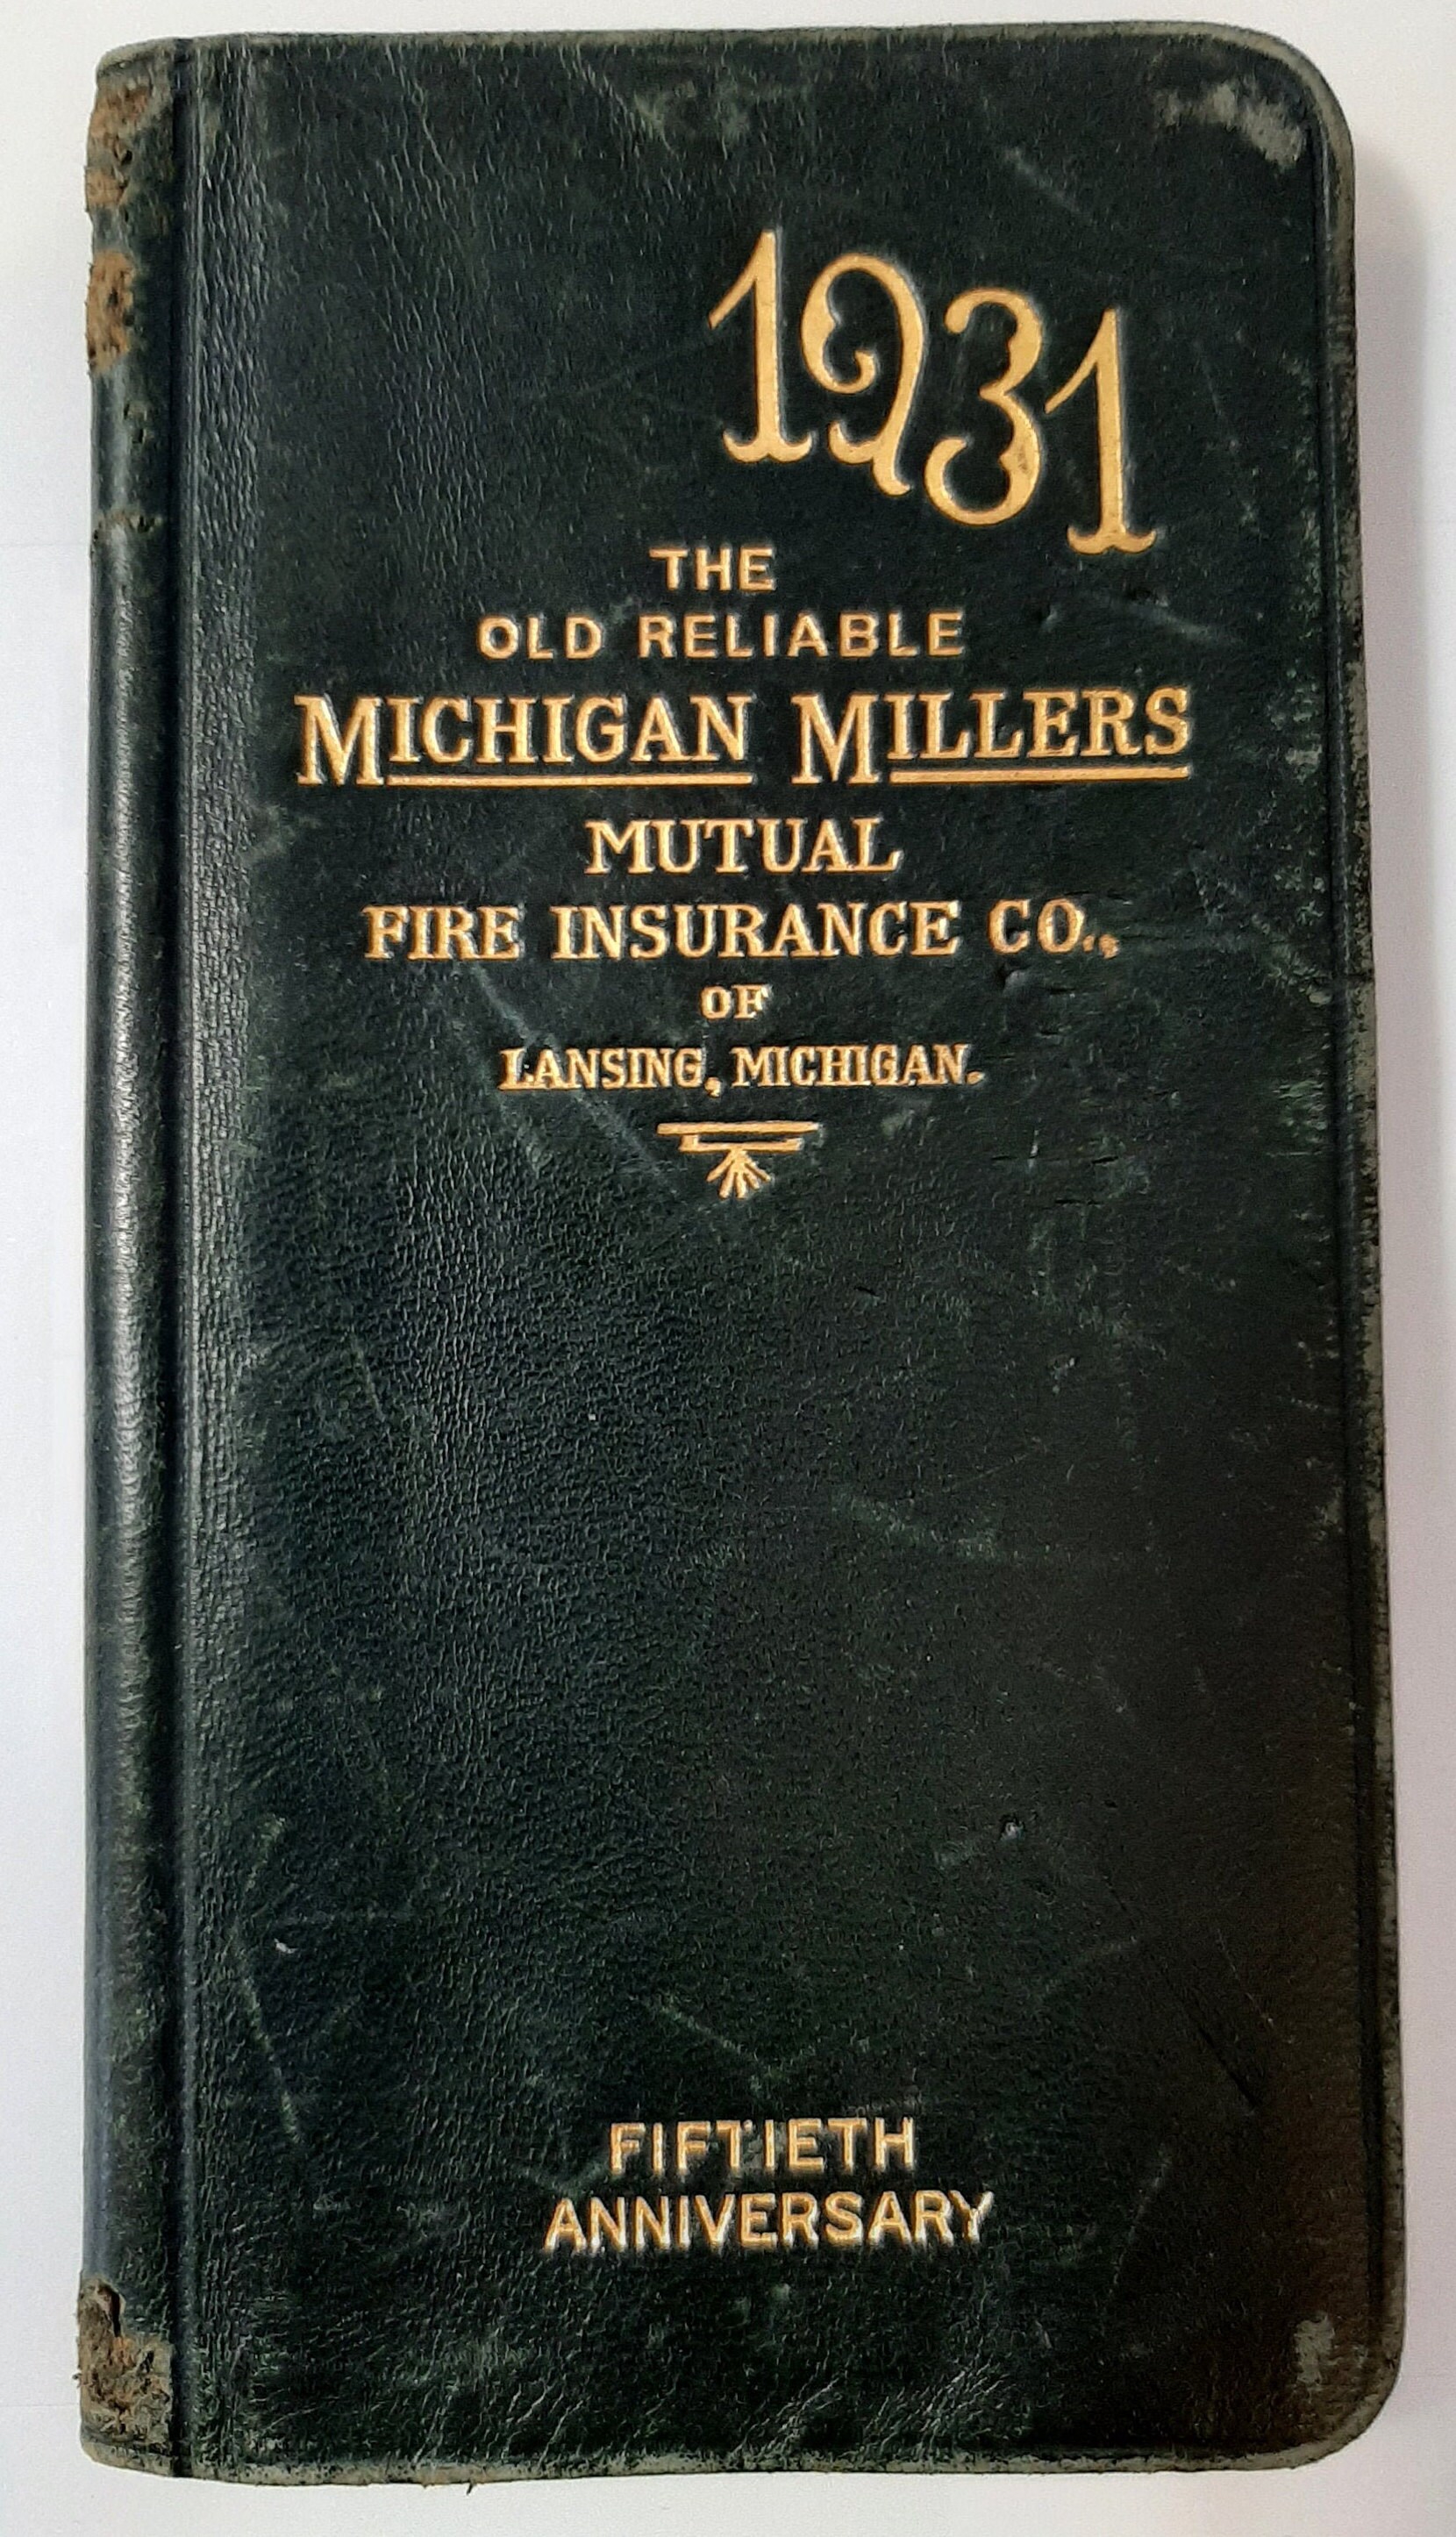 1931
THE
OLD RELIABLE
MICHIGAN MILLERS
MUTUAL
FIRE INSURANCE CO.,
OF
LANSING, MICHIGAN.
FIFTIETH
ANNIVERSARY